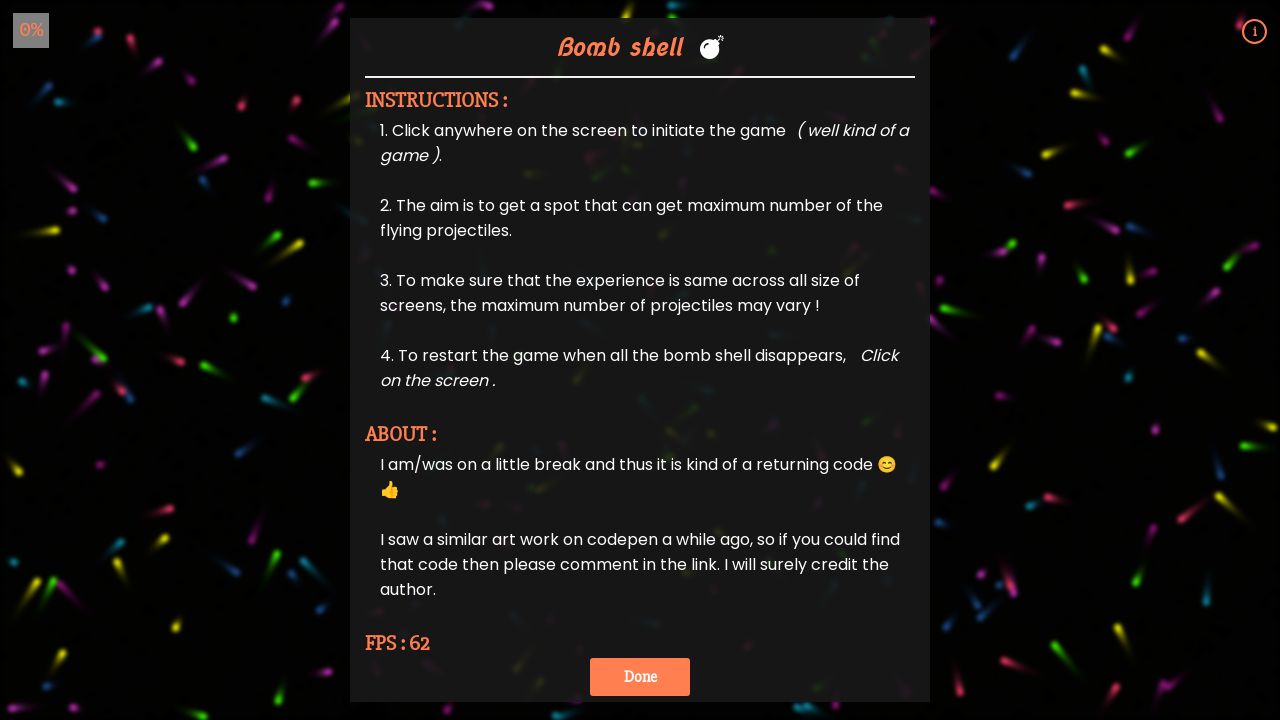 0%
i
Bomb shell 💣
INSTRUCTIONS :
1. Click anywhere on the screen to initiate the game ( well kind of a
game ).
2. The aim is to get a spot that can get maximum number of the
flying projectiles.
3. To make sure that the experience is same across all size of
screens, the maximum number of projectiles may vary !
4. To restart the game when all the bomb shell disappears, Click
on the screen .
ABOUT :
I am/was on a little break and thus it is kind of a returning code 😊
👍
I saw a similar art work on codepen a while ago, so if you could find
that code then please comment in the link. I will surely credit the
author.
FPS : 62
Done